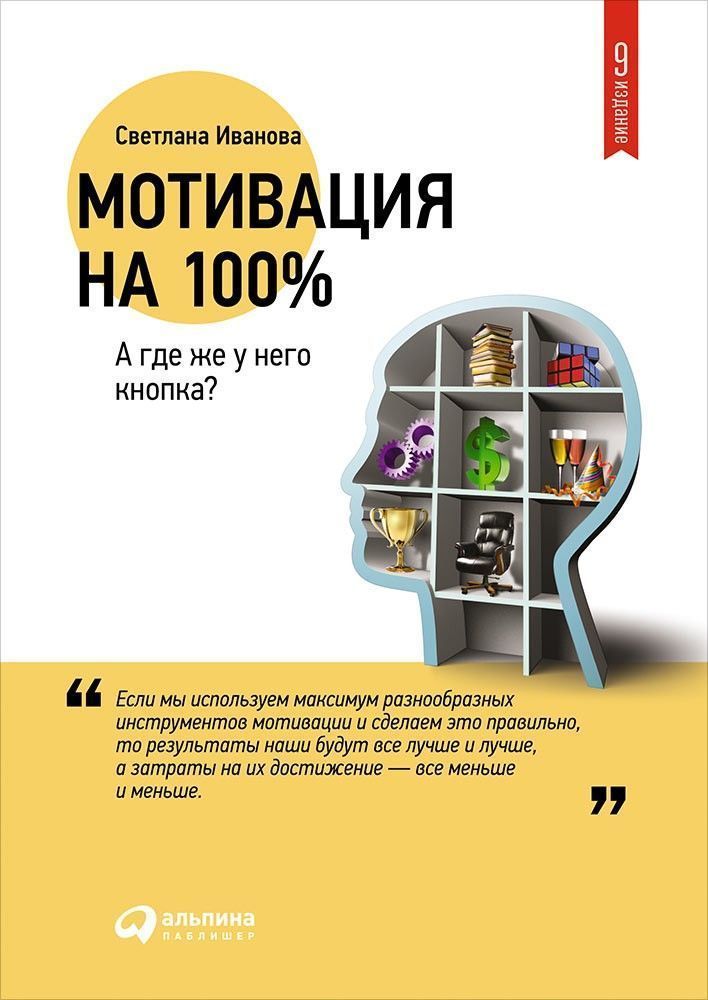 9 издание
Светлана Иванова
МОТИВАЦИЯ
НА 100%
А где же у него
кнопка?
“
Если мы используем максимум разнообразных
инструментов мотивации и сделаем это правильно,
то результаты наши будут все лучше и лучше,
а затраты на их достижение — все меньше
и меньше.
”
альпина
ПАБЛИШЕР